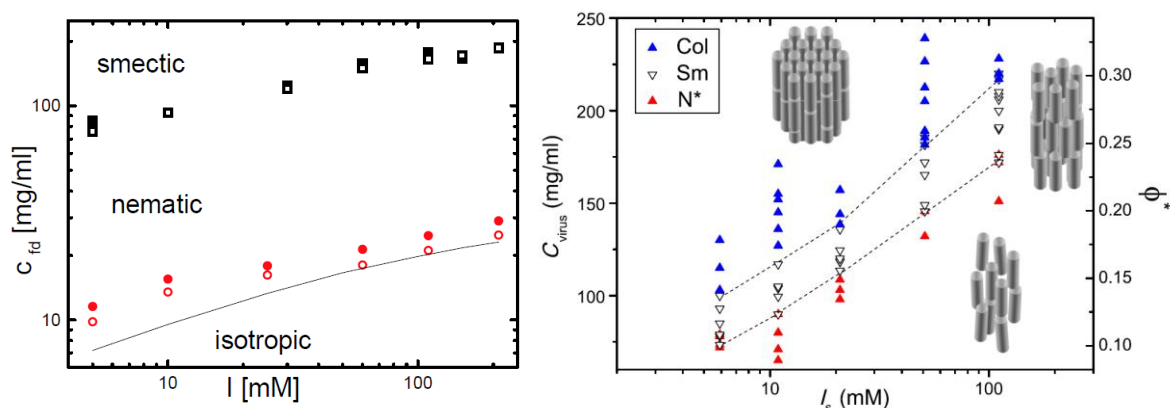 smectic
nematic
isotropic
100
10
c fd [mg/ml]
10
100
I [mM]
Col
Sm
N*
250
200
150
100
C virus (mg/ml)
10
100
I s (mM)
0.30
0.25
0.20
0.15
0.10
ϕ*